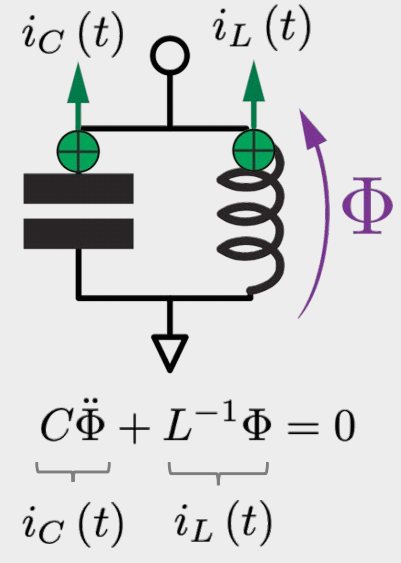 i_C (t)
i_L (t)
Φ
CΦ̈ + L⁻¹Φ = 0
i_C (t)
i_L (t)